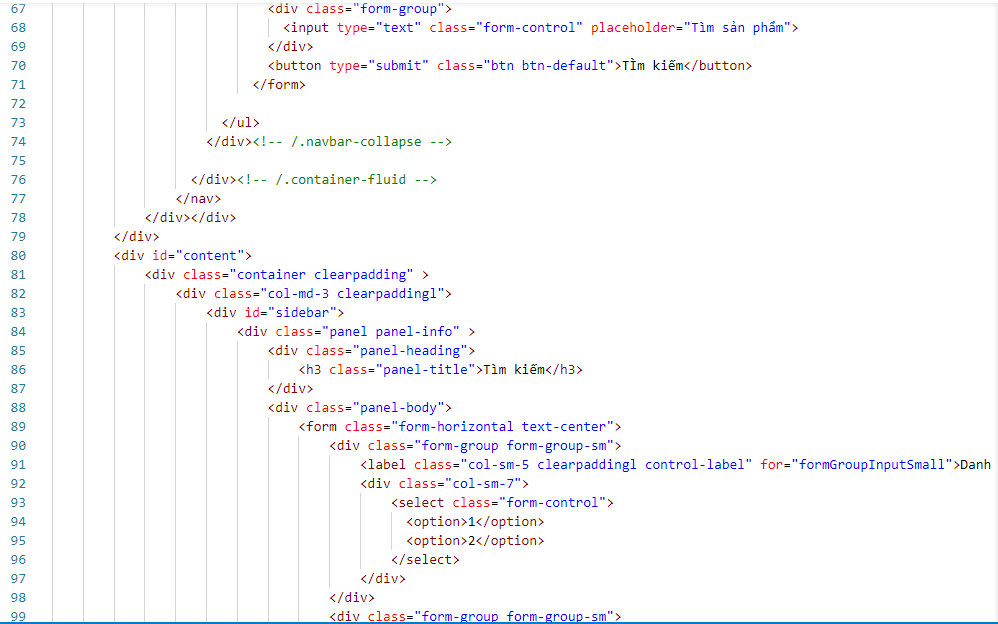 67 <div class="form-group">
68 <input type="text" class="form-control" placeholder="Tìm sản phẩm">
69 </div>
70 <button type="submit" class="btn btn-default">TÌm kiếm</button>
71 </form>
72
73 </ul>
74 </div><!-- /.navbar-collapse -->
75
76 </div><!-- /.container-fluid -->
77 </nav>
78 </div></div>
79 </div>
80 <div id="content">
81 <div class="container clearpadding" >
82 <div class="col-md-3 clearpaddingl">
83 <div id="sidebar">
84 <div class="panel panel-info" >
85 <div class="panel-heading">
86 <h3 class="panel-title">Tìm kiếm</h3>
87 </div>
88 <div class="panel-body">
89 <form class="form-horizontal text-center">
90 <div class="form-group form-group-sm">
91 <label class="col-sm-5 clearpaddingl control-label" for="formGroupInputSmall">Danh
92 <div class="col-sm-7">
93 <select class="form-control">
94 <option>1</option>
95 <option>2</option>
96 </select>
97 </div>
98 </div>
99 <div class="form-group form-group-sm">